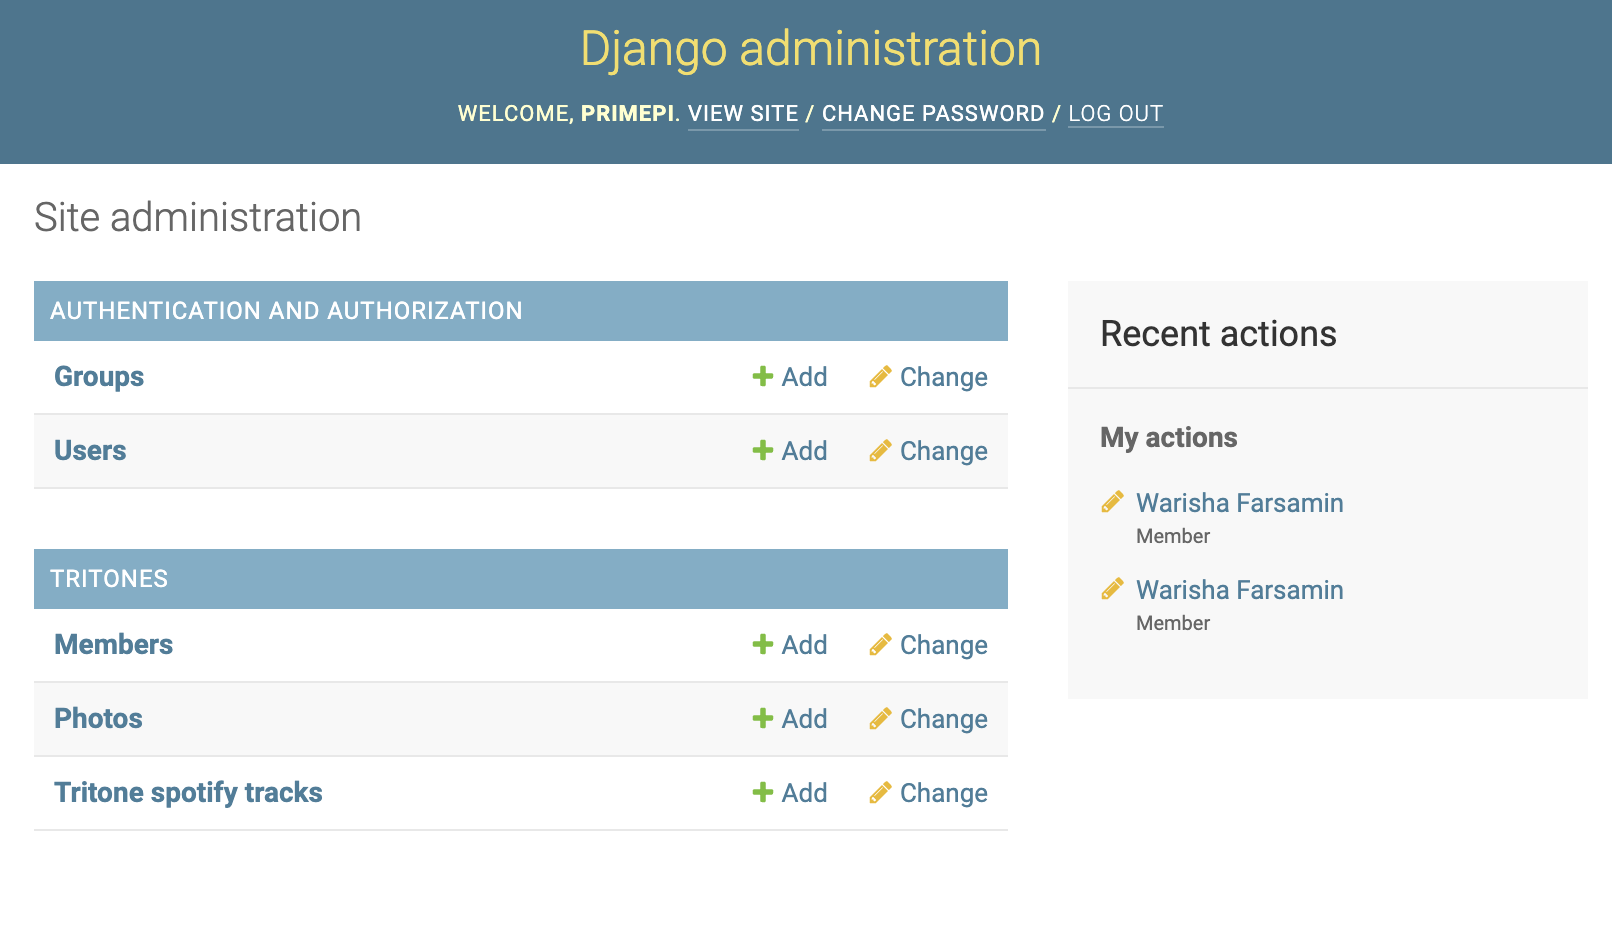 Django administration
WELCOME, PRIMEPI. VIEW SITE / CHANGE PASSWORD / LOG OUT
Site administration
AUTHENTICATION AND AUTHORIZATION
Groups Add Change
Users Add Change
TRITONES
Members Add Change
Photos Add Change
Tritone spotify tracks Add Change
Recent actions
My actions
Warisha Farsamin
Member
Warisha Farsamin
Member